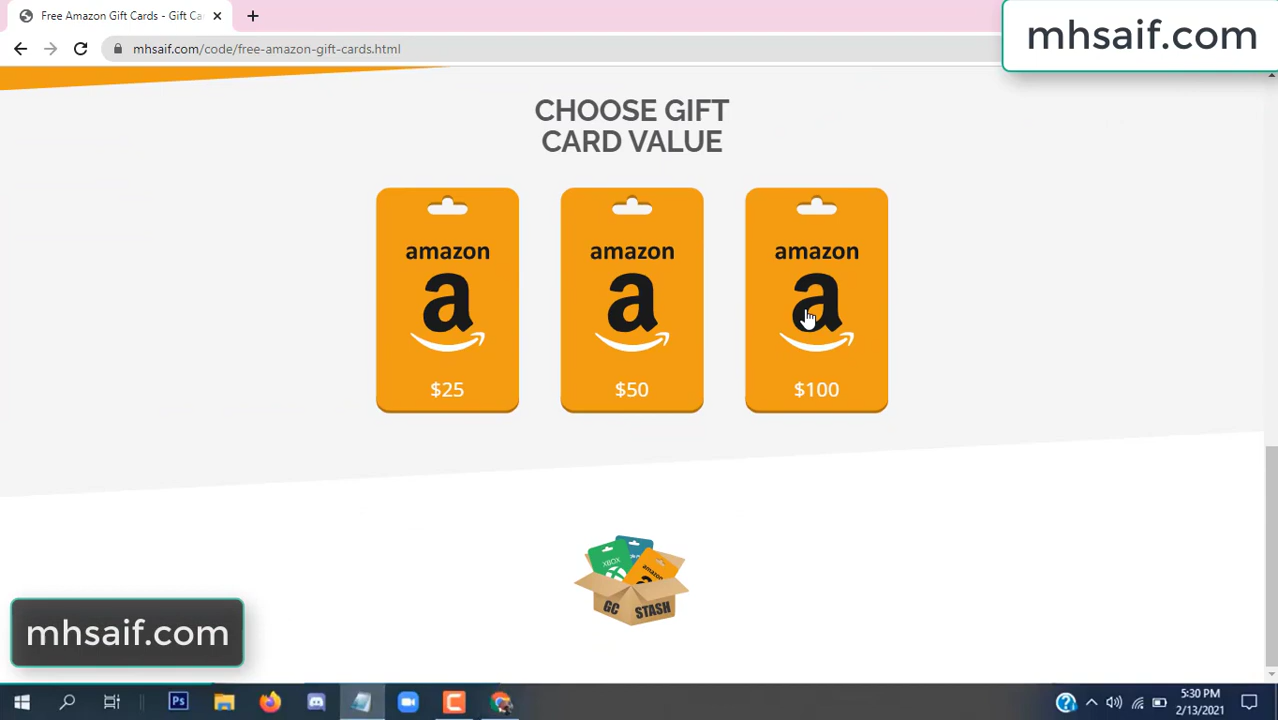 Free Amazon Gift Cards - Gift Ca
mhsaif.com/code/free-amazon-gift-cards.html
mhsaif.com
CHOOSE GIFT
CARD VALUE
amazon
a
$25
amazon
a
$50
amazon
a
$100
XBOX
amazon
GC STASH
mhsaif.com
Ps
5:30 PM
2/13/2021